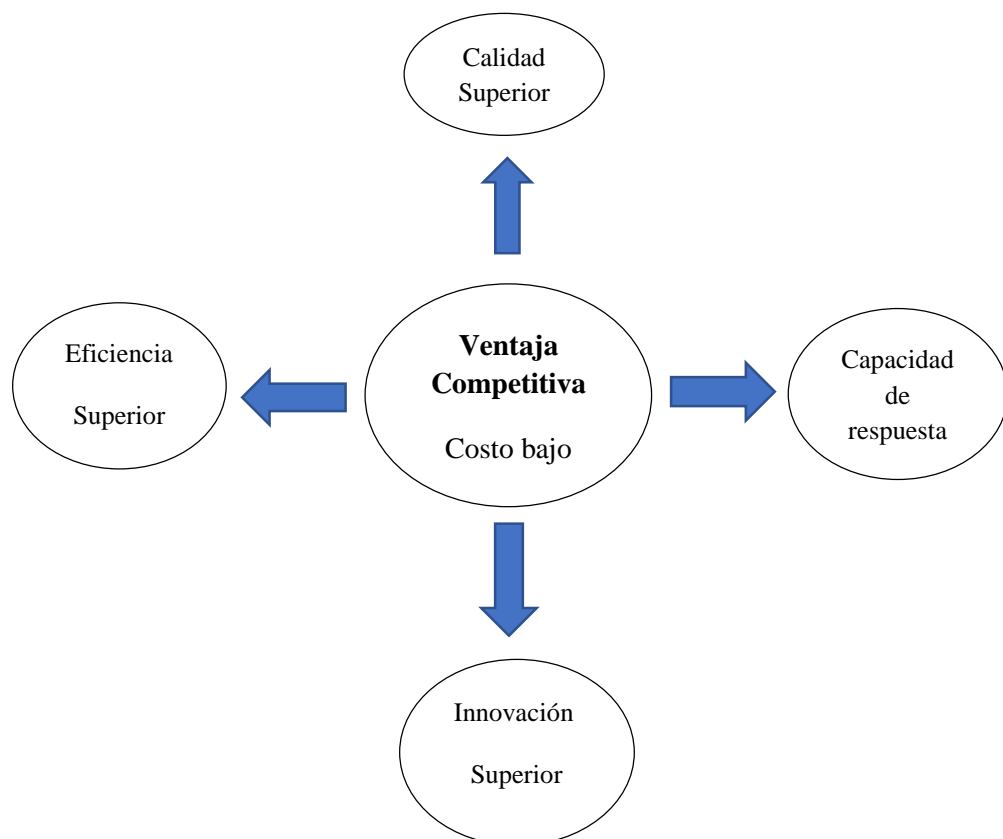 Calidad
Superior
Eficiencia
Superior
Ventaja
Competitiva
Costo bajo
Capacidad
de
respuesta
Innovación
Superior